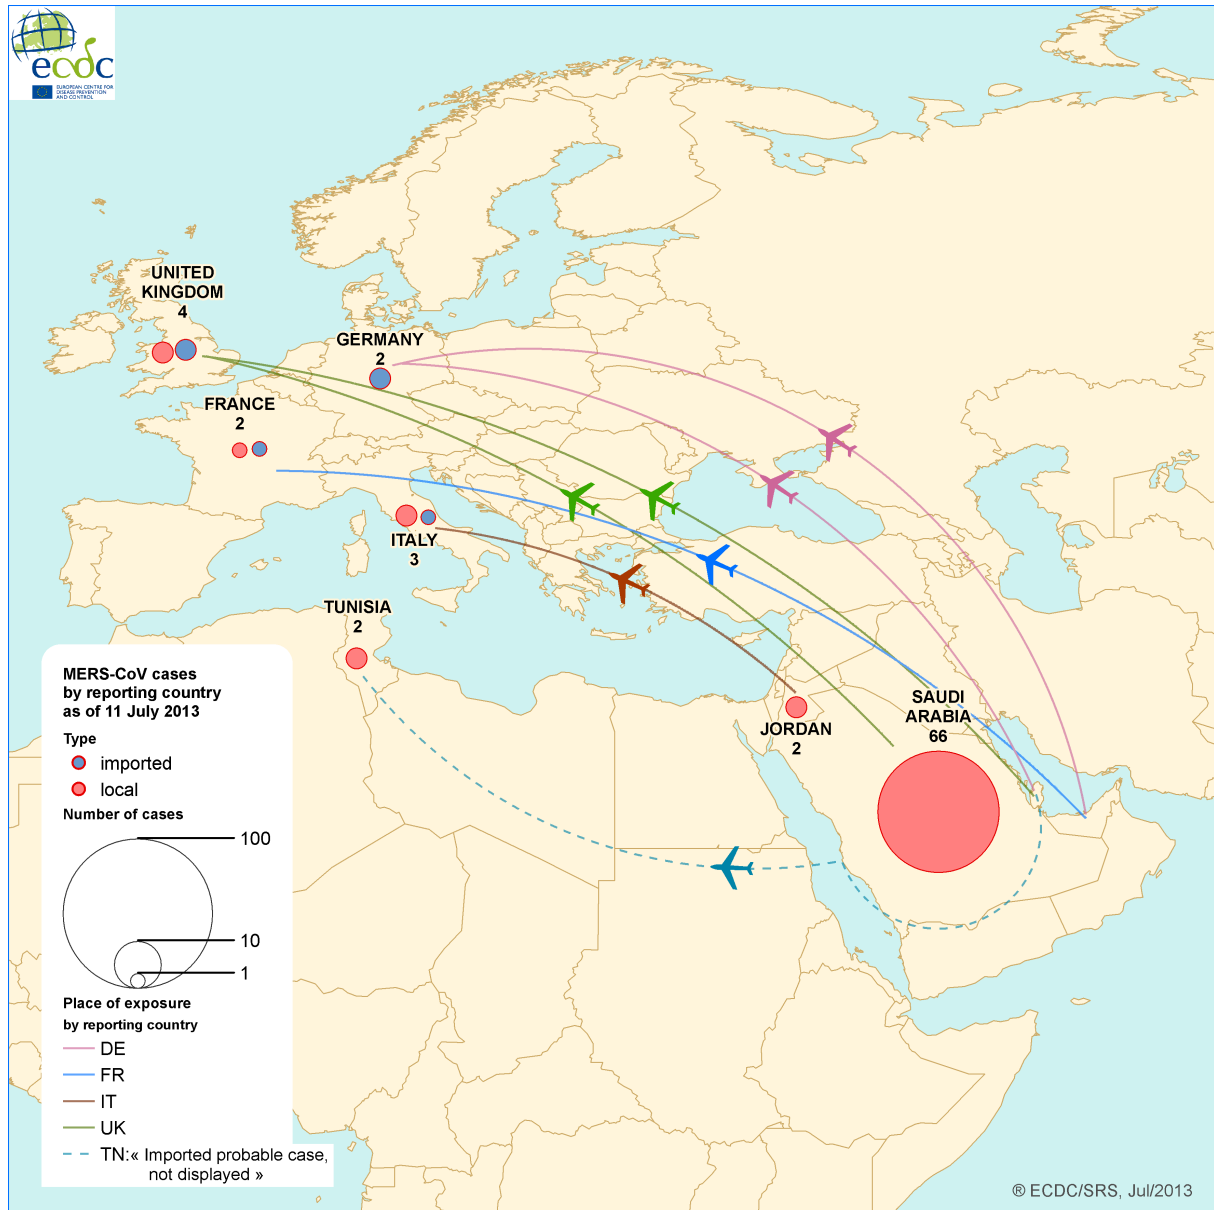 ecdc
EUROPEAN CENTRE FOR
DISEASE PREVENTION
AND CONTROL
UNITED
KINGDOM
4
GERMANY
2
FRANCE
2
ITALY
3
TUNISIA
2
JORDAN
2
SAUDI
ARABIA
66
MERS-CoV cases
by reporting country
as of 11 July 2013
Type
imported
local
Number of cases
100
10
1
Place of exposure
by reporting country
DE
FR
IT
UK
TN:« Imported probable case,
not displayed »
® ECDC/SRS, Jul/2013